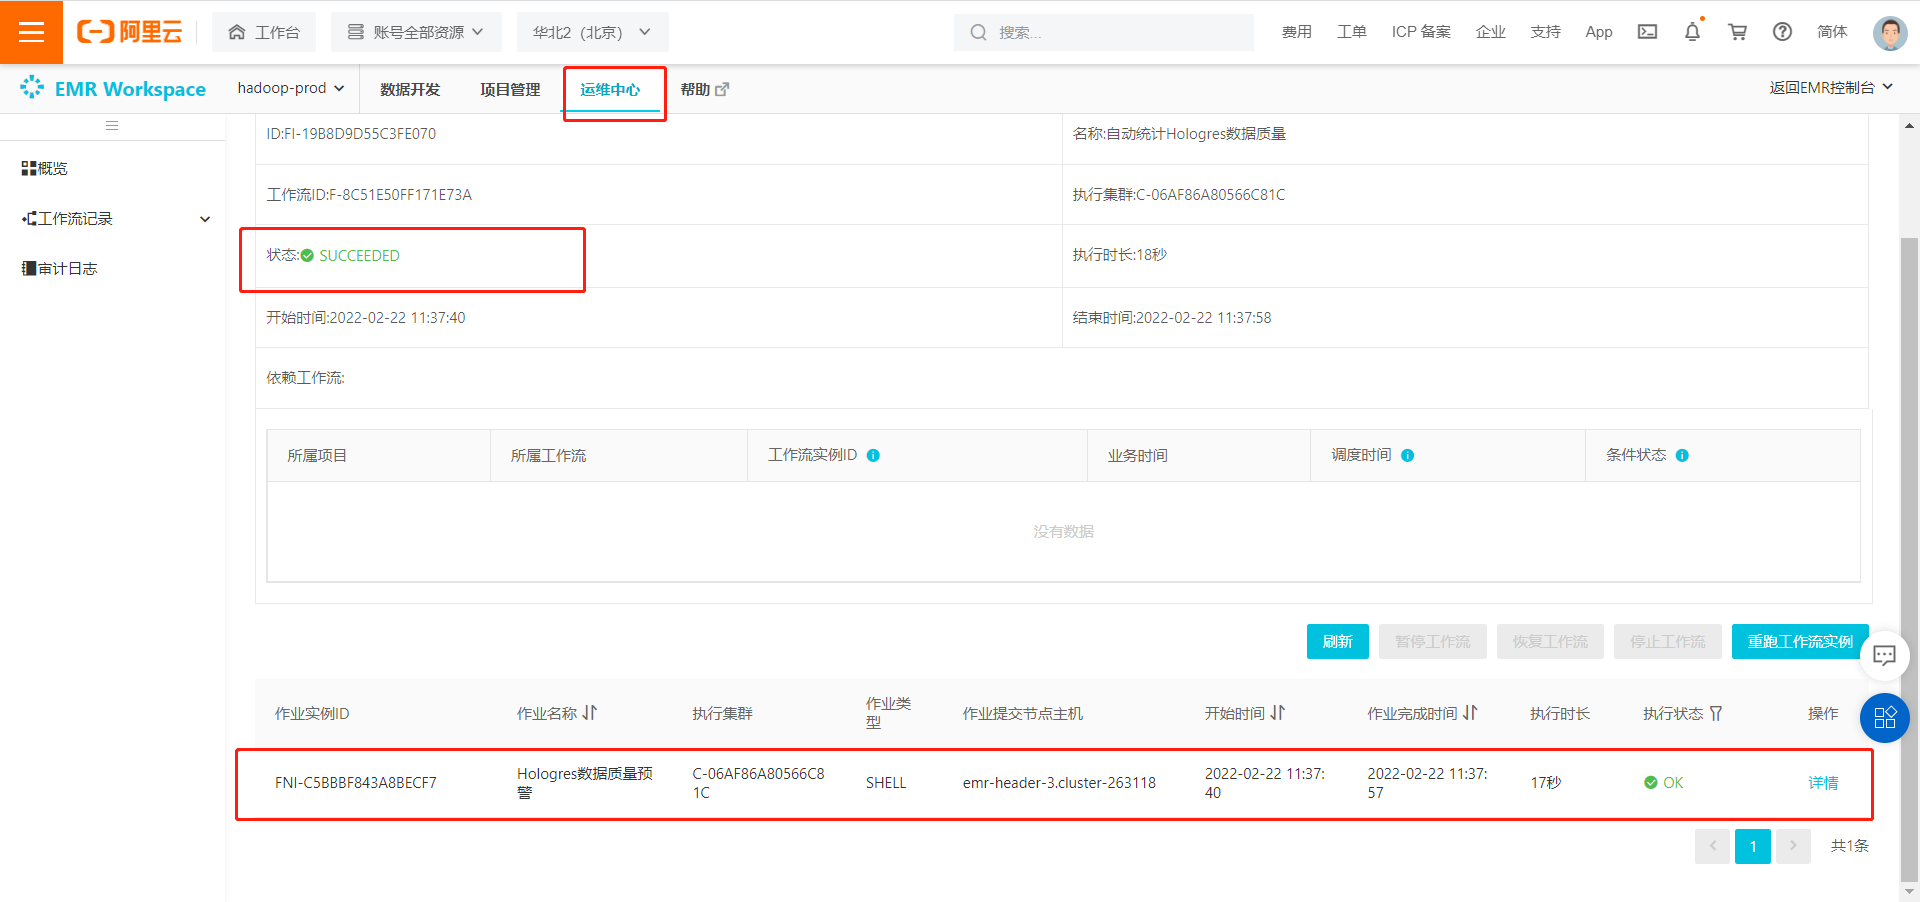 阿里云 工作台 账号全部资源 华北2（北京） 搜索... 费用 工单 ICP 备案 企业 支持 App 简体
EMR Workspace hadoop-prod 数据开发 项目管理 运维中心 帮助 返回EMR控制台
概览
工作流记录
审计日志
ID:FI-19B8D9D55C3FE070 名称:自动统计Hologres数据质量
工作流ID:F-8C51E50FF171E73A 执行集群:C-06AF86A80566C81C
状态: SUCCEEDED 执行时长:18秒
开始时间:2022-02-22 11:37:40 结束时间:2022-02-22 11:37:58
依赖工作流:
所属项目 所属工作流 工作流实例ID 业务时间 调度时间 条件状态
没有数据
刷新 暂停工作流 恢复工作流 停止工作流 重跑工作流实例
作业实例ID 作业名称 执行集群 作业类型 作业提交节点主机 开始时间 作业完成时间 执行时长 执行状态 操作
FNI-C5BBBF843A8BECF7 Hologres数据质量预警 C-06AF86A80566C81C SHELL emr-header-3.cluster-263118 2022-02-22 11:37:40 2022-02-22 11:37:57 17秒 OK 详情
1 共1条